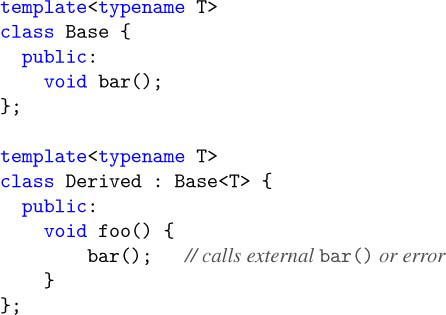 template<typename T>
class Base {
  public:
    void bar();
};

template<typename T>
class Derived : Base<T> {
  public:
    void foo() {
        bar();   // calls external bar() or error
    }
};